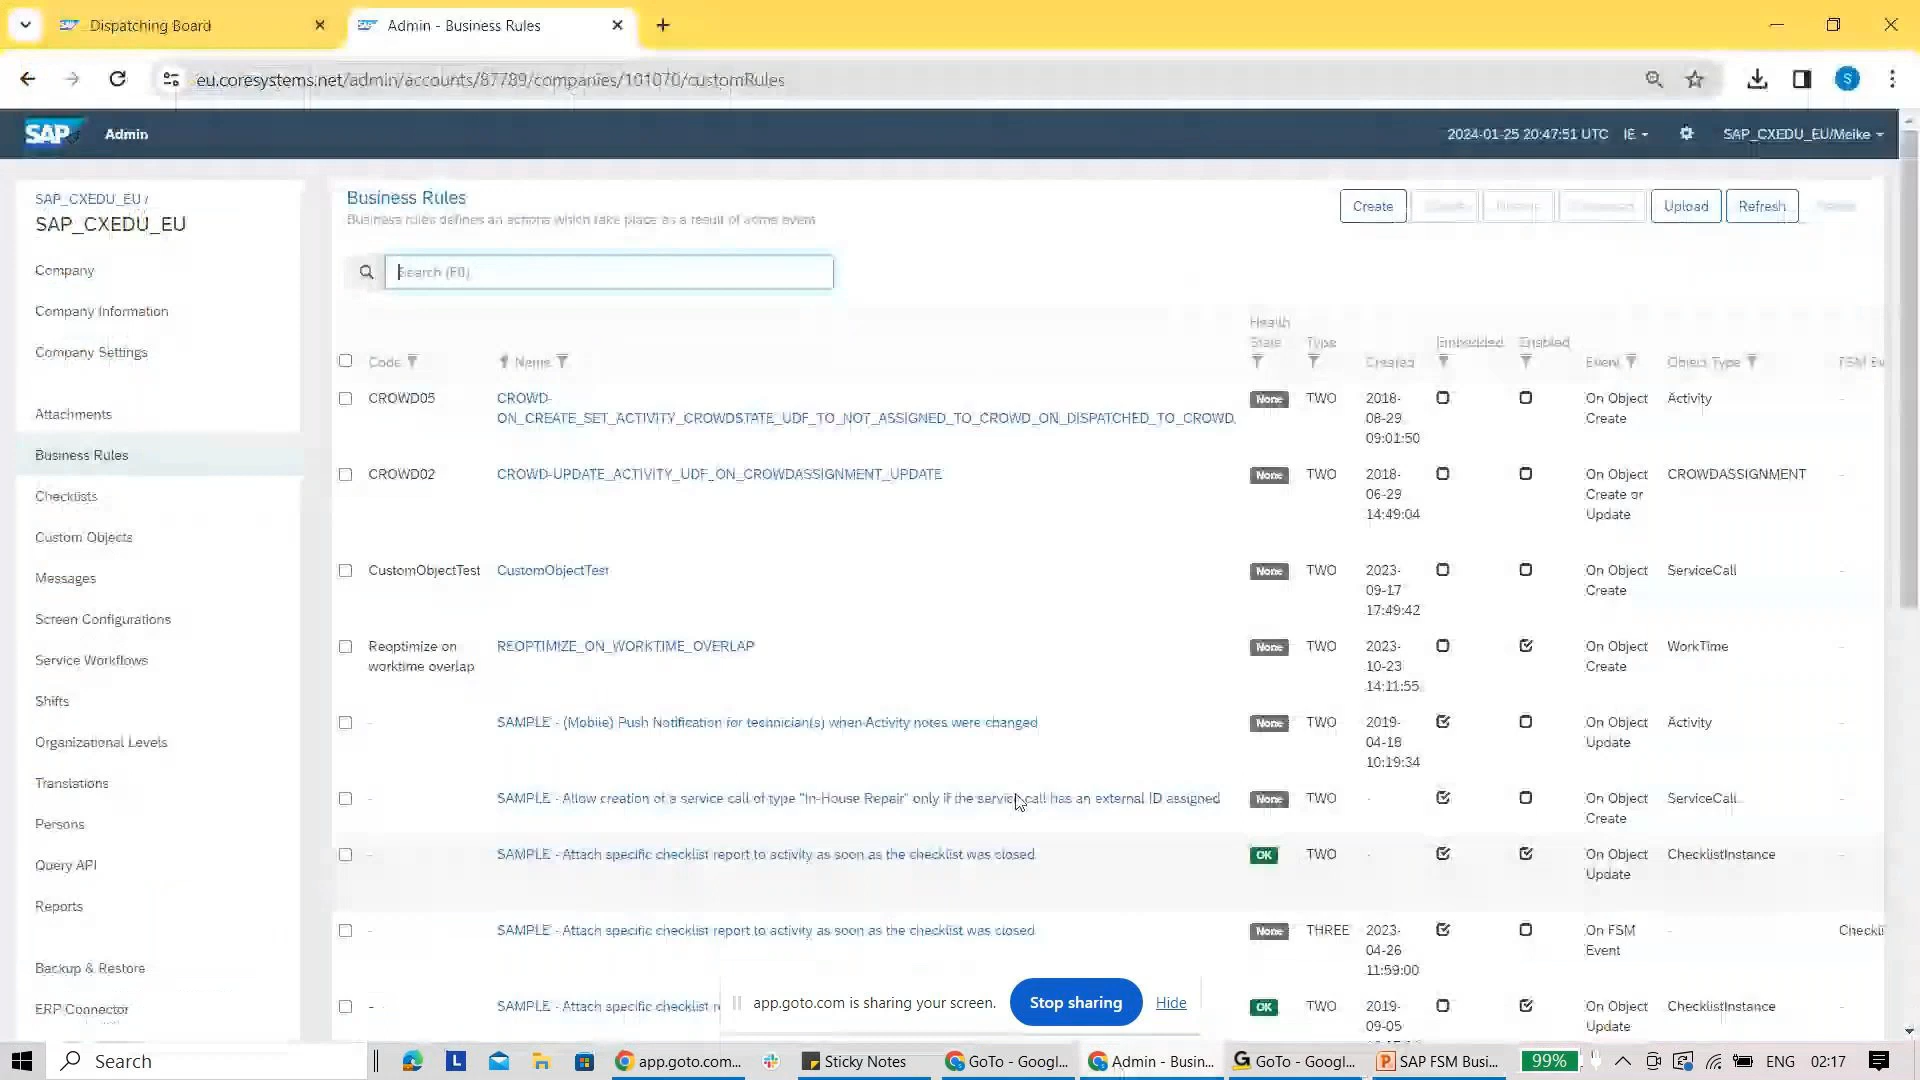 Dispatching Board
Admin - Business Rules
eu.coresystems.net/admin/accounts/87789/companies/101070/customRules
S
SAP Admin
2024-01-25 20:47:51 UTC IE SAP_CXEDU_EU/Meike
SAP_CXEDU_EU /
SAP_CXEDU_EU
Company
Company Information
Company Settings
Attachments
Business Rules
Checklists
Custom Objects
Messages
Screen Configurations
Service Workflows
Shifts
Organizational Levels
Translations
Persons
Query API
Reports
Backup & Restore
ERP Connector
Business Rules
Business rules defines an actions which take place as a result of some event
Create Upload Refresh
Search (F8)
Code Name Health State Type Created Embedded Enabled Event Object Type FSM Ev
CROWD05 CROWD- None TWO 2018- On Object Activity -
ON_CREATE_SET_ACTIVITY_CROWDSTATE_UDF_TO_NOT_ASSIGNED_TO_CROWD_ON_DISPATCHED_TO_CROWD. 08-29 Create
09:01:50
CROWD02 CROWD-UPDATE_ACTIVITY_UDF_ON_CROWDASSIGNMENT_UPDATE None TWO 2018- On Object CROWDASSIGNMENT -
06-29 Create or
14:49:04 Update
CustomObjectTest CustomObjectTest None TWO 2023- On Object ServiceCall -
09-17 Create
17:49:42
Reoptimize on REOPTIMIZE_ON_WORKTIME_OVERLAP None TWO 2023- On Object WorkTime -
worktime overlap 10-23 Create
14:11:55
- SAMPLE - (Mobile) Push Notification for technician(s) when Activity notes were changed None TWO 2019- On Object Activity -
04-18 Update
10:19:34
- SAMPLE - Allow creation of a service call of type "In-House Repair" only if the service call has an external ID assigned None TWO - On Object ServiceCall -
Create
- SAMPLE - Attach specific checklist report to activity as soon as the checklist was closed OK TWO - On Object ChecklistInstance -
Update
- SAMPLE - Attach specific checklist report to activity as soon as the checklist was closed None THREE 2023- On FSM - Checkli
04-26 Event
11:59:00
- SAMPLE - Attach specific checklist r OK TWO 2019- On Object ChecklistInstance -
09-05 Update
app.goto.com is sharing your screen. Stop sharing Hide
Search L app.goto.com... Sticky Notes GoTo - Googl... Admin - Busin... GoTo - Googl... SAP FSM Busi... 99% ENG 02:17